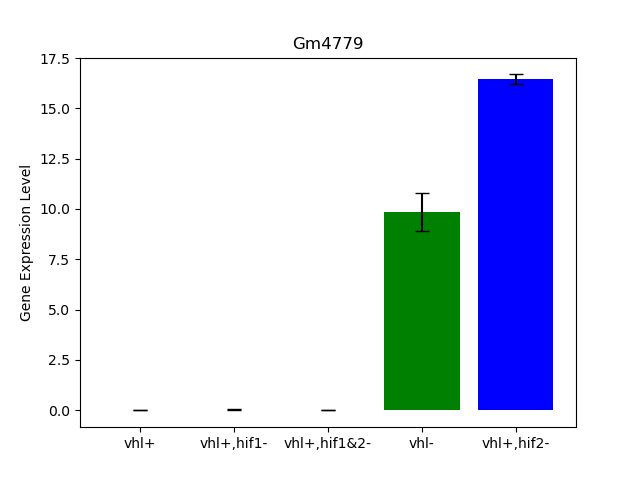 Gm4779
Gene Expression Level
17.5
15.0
12.5
10.0
7.5
5.0
2.5
0.0
vhl+ vhl+,hif1- vhl+,hif1&2- vhl- vhl+,hif2-